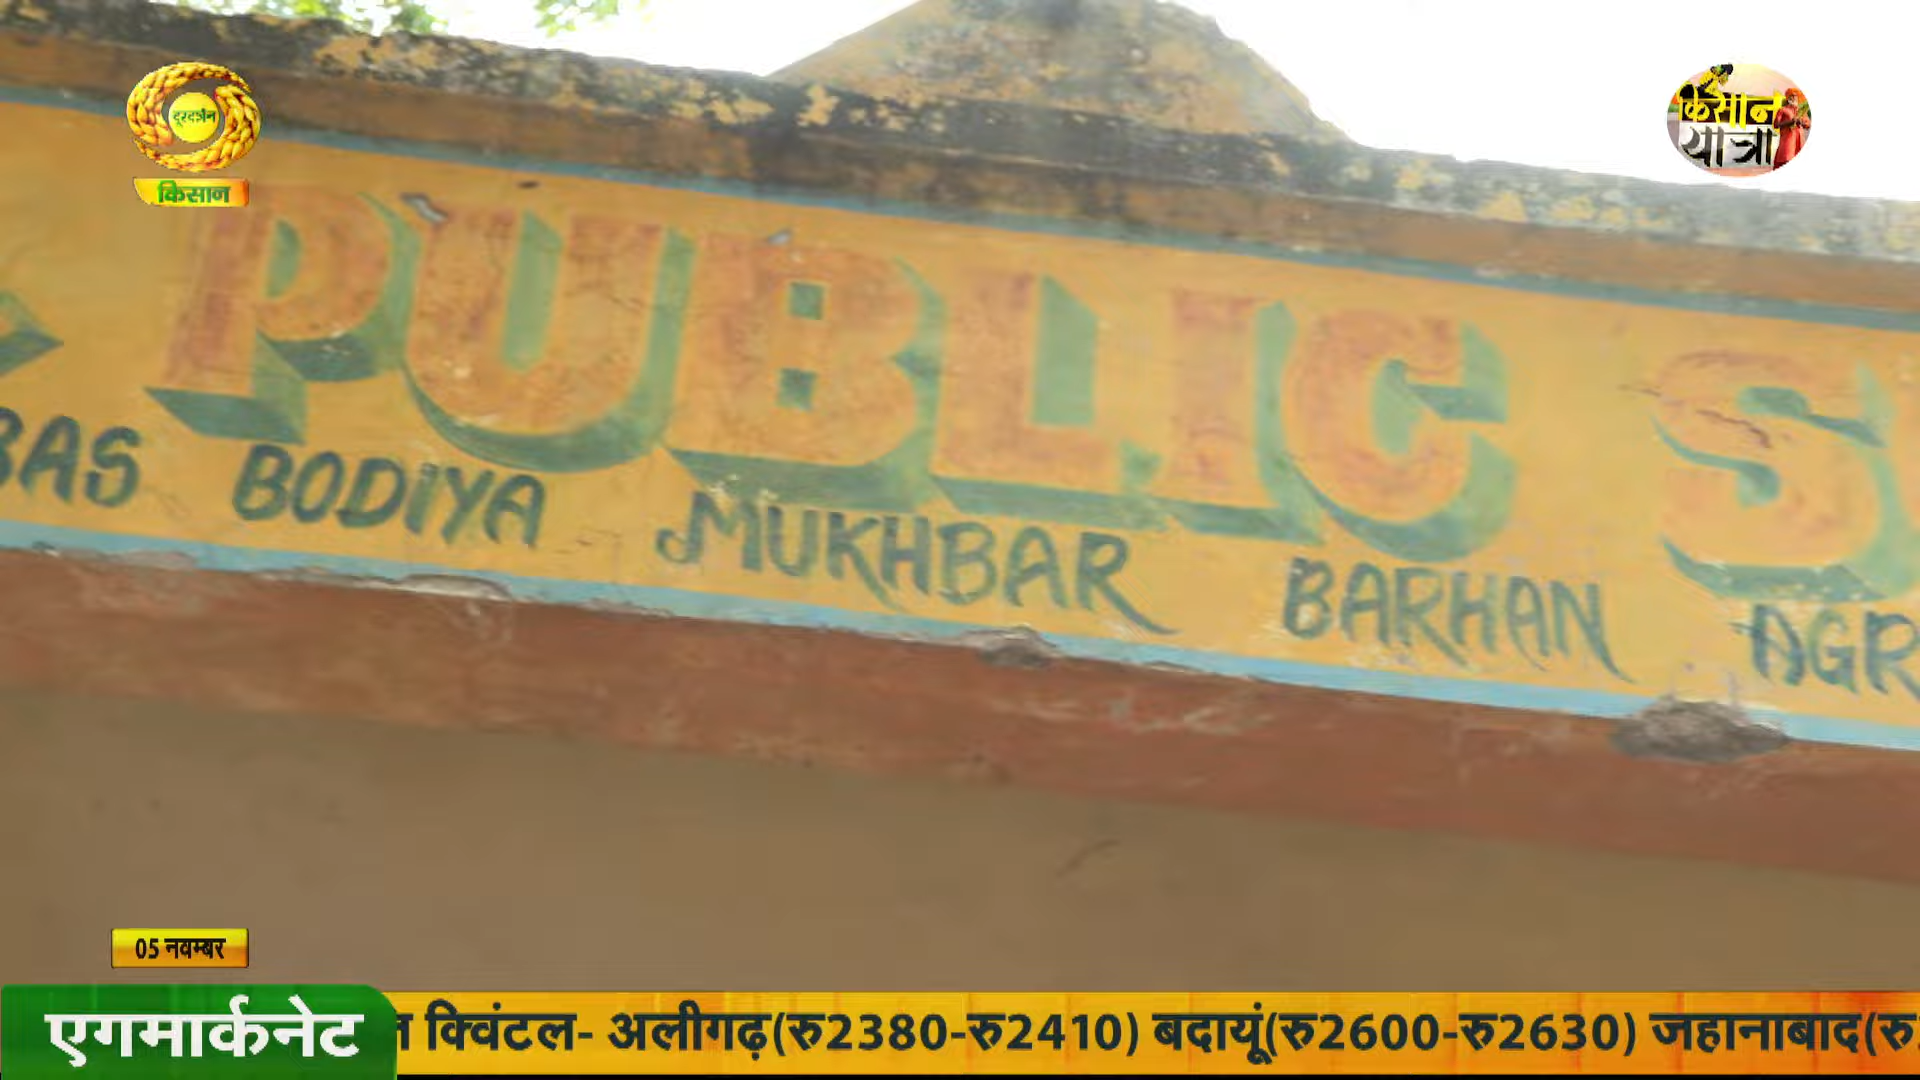 दूरदर्शन
किसान
किसान
यात्रा
PUBLIC
BODIYA MUKHBAR BARHAN
05 नवम्बर
एगमार्कनेट
क्विंटल- अलीगढ़(रु2380-रु2410) बदायूं(रु2600-रु2630) जहानाबाद(रु